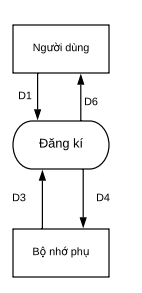 Người dùng
D1
D6
Đăng kí
D3
D4
Bộ nhớ phụ